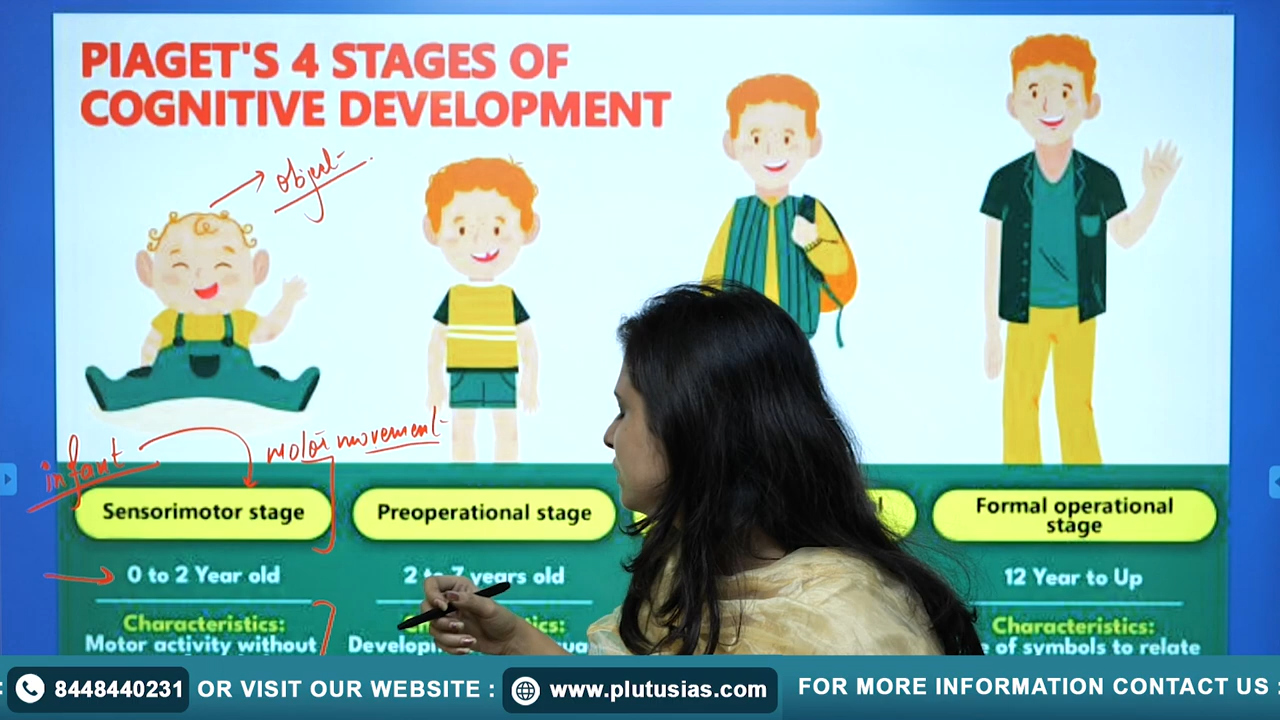 PIAGET'S 4 STAGES OF
COGNITIVE DEVELOPMENT
object
infant
motor movement
Sensorimotor stage
Preoperational stage
Formal operational
stage
0 to 2 Year old
2 to 7 years old
12 Year to Up
Characteristics:
Characteristics:
Motor activity without
of symbols to relate
8448440231
OR VISIT OUR WEBSITE :
www.plutusias.com
FOR MORE INFORMATION CONTACT US :